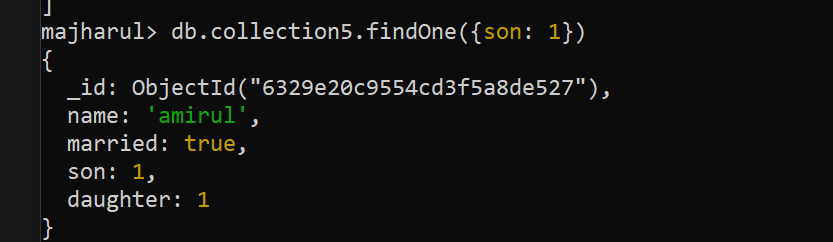 ]
majharul> db.collection5.findOne({son: 1})
{
  _id: ObjectId("6329e20c9554cd3f5a8de527"),
  name: 'amirul',
  married: true,
  son: 1,
  daughter: 1
}